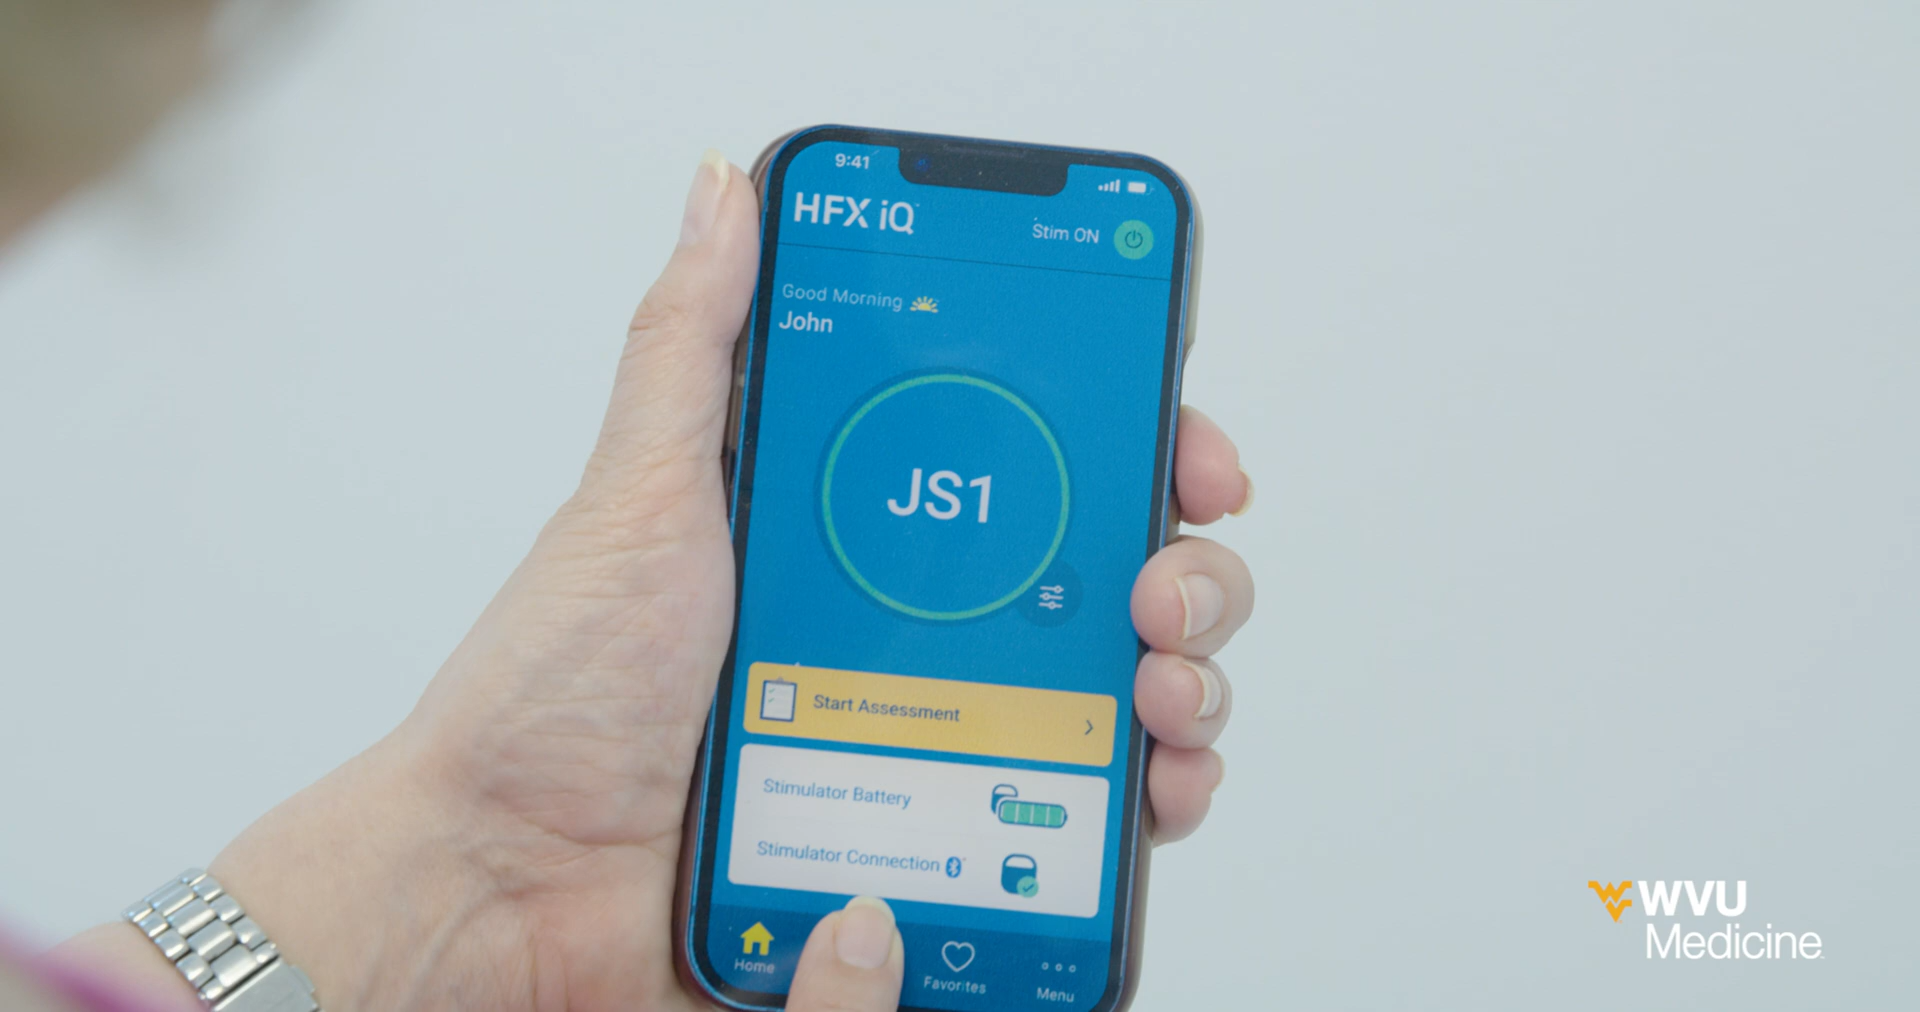 9:41
HFX iQ
Stim ON
Good Morning
John
JS1
Start Assessment
Stimulator Battery
Stimulator Connection
Home
Favorites
Menu
WVU
Medicine